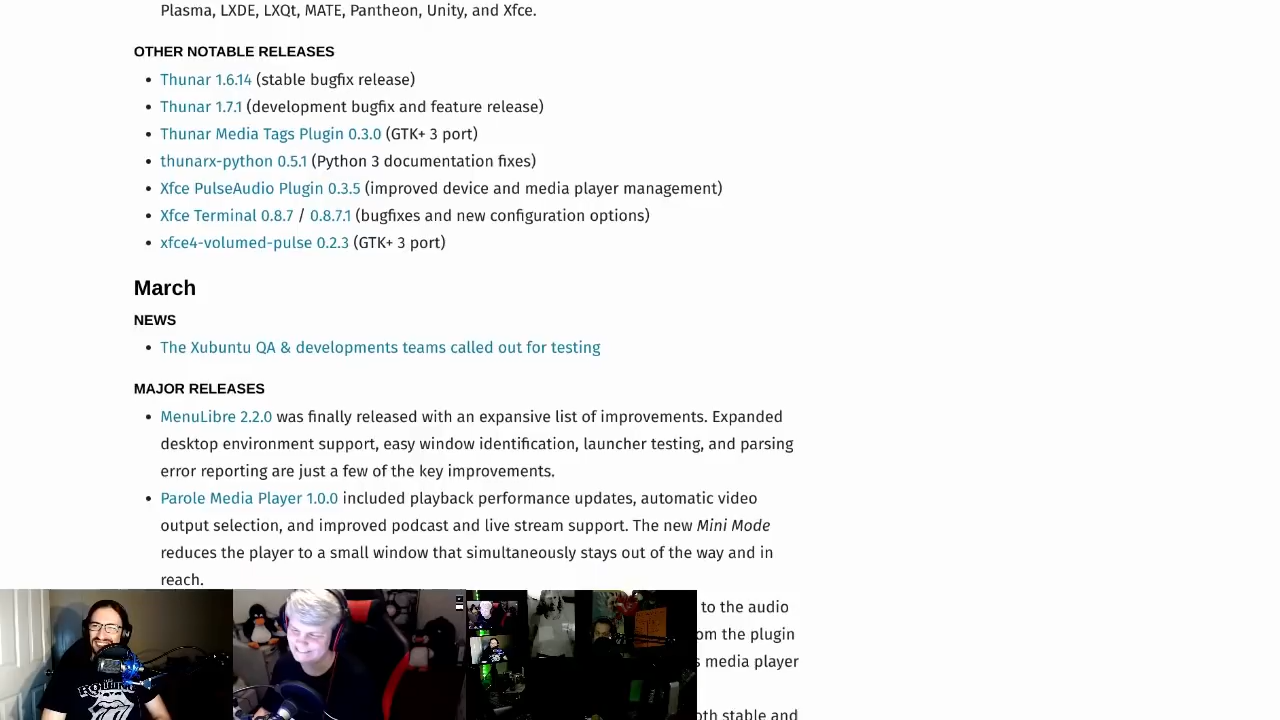 Plasma, LXDE, LXQt, MATE, Pantheon, Unity, and Xfce.
OTHER NOTABLE RELEASES
• Thunar 1.6.14 (stable bugfix release)
• Thunar 1.7.1 (development bugfix and feature release)
• Thunar Media Tags Plugin 0.3.0 (GTK+ 3 port)
• thunarx-python 0.5.1 (Python 3 documentation fixes)
• Xfce PulseAudio Plugin 0.3.5 (improved device and media player management)
• Xfce Terminal 0.8.7 / 0.8.7.1 (bugfixes and new configuration options)
• xfce4-volumed-pulse 0.2.3 (GTK+ 3 port)
March
NEWS
• The Xubuntu QA & developments teams called out for testing
MAJOR RELEASES
• MenuLibre 2.2.0 was finally released with an expansive list of improvements. Expanded
desktop environment support, easy window identification, launcher testing, and parsing
error reporting are just a few of the key improvements.
• Parole Media Player 1.0.0 included playback performance updates, automatic video
output selection, and improved podcast and live stream support. The new Mini Mode
reduces the player to a small window that simultaneously stays out of the way and in
reach.
to the audio
the plugin
media player
stable and